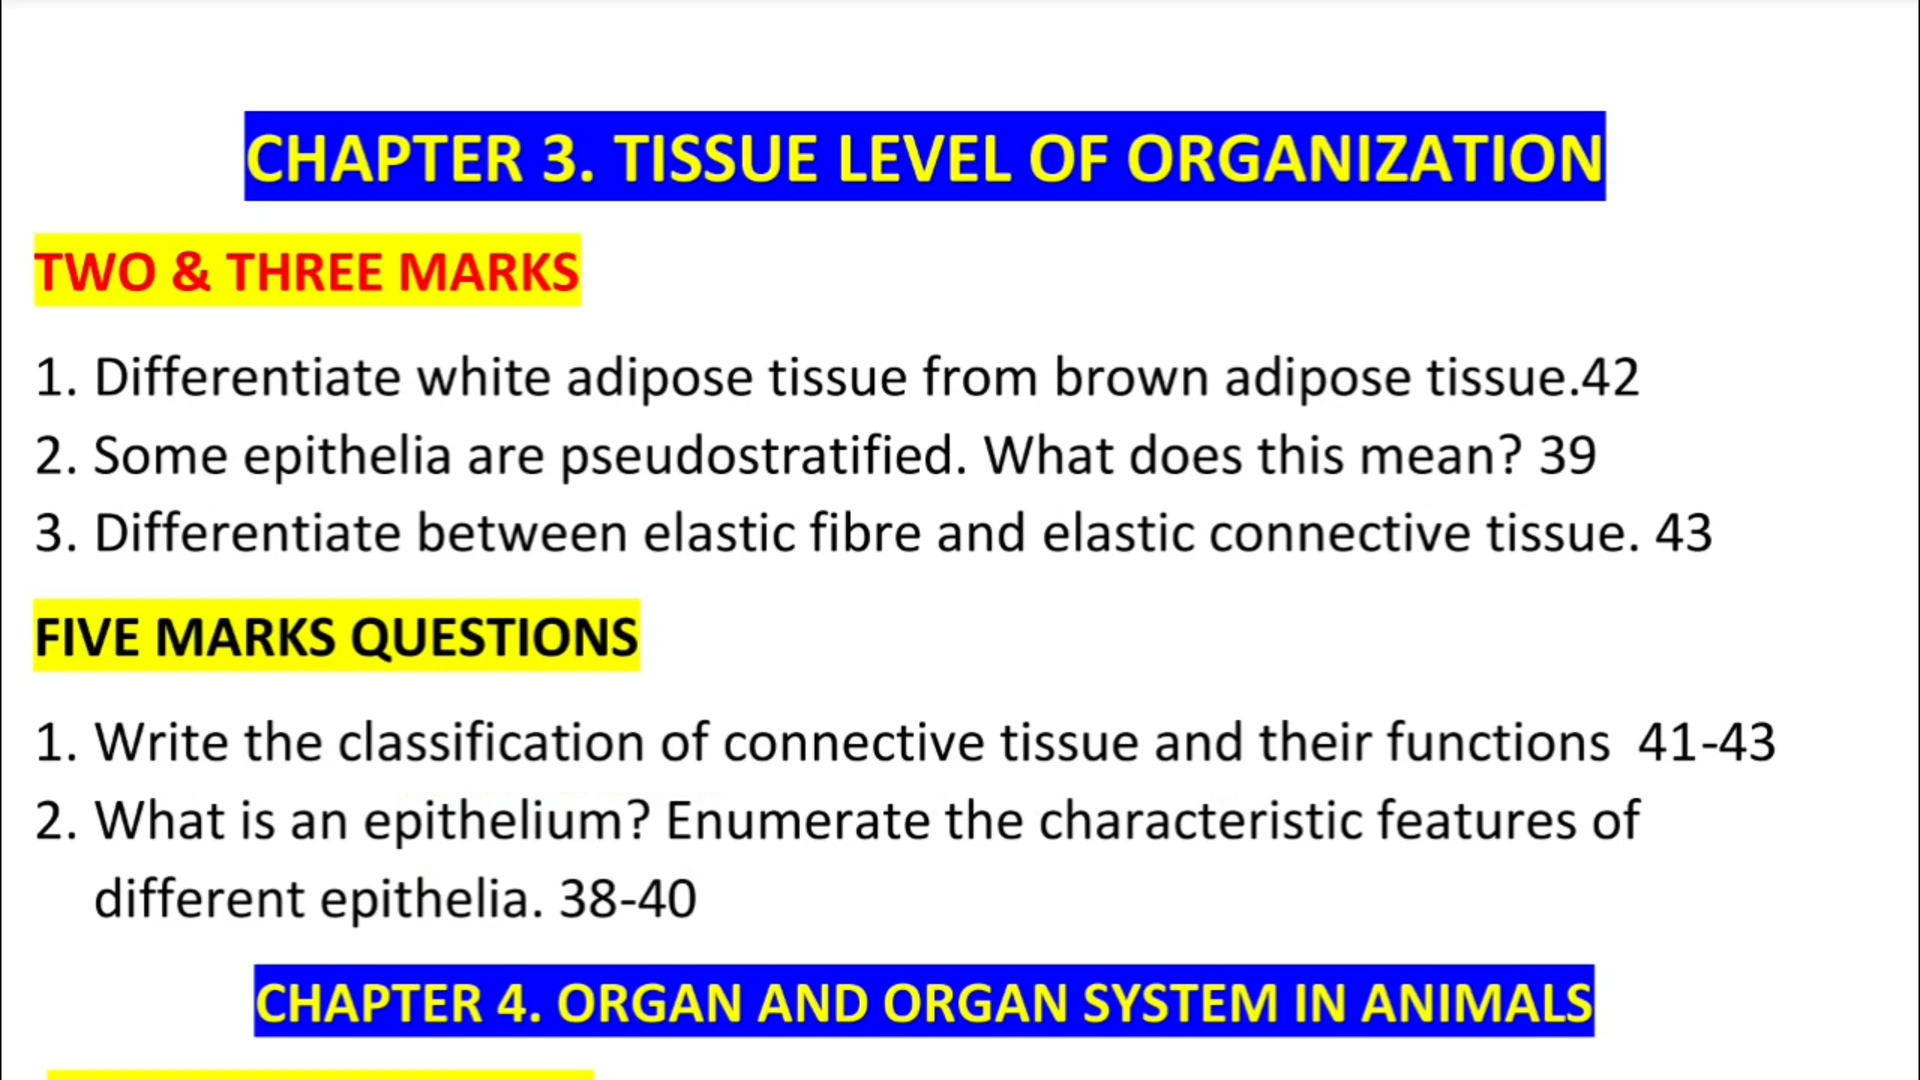 CHAPTER 3. TISSUE LEVEL OF ORGANIZATION
TWO & THREE MARKS
1. Differentiate white adipose tissue from brown adipose tissue.42
2. Some epithelia are pseudostratified. What does this mean? 39
3. Differentiate between elastic fibre and elastic connective tissue. 43
FIVE MARKS QUESTIONS
1. Write the classification of connective tissue and their functions  41-43
2. What is an epithelium? Enumerate the characteristic features of
different epithelia. 38-40
CHAPTER 4. ORGAN AND ORGAN SYSTEM IN ANIMALS